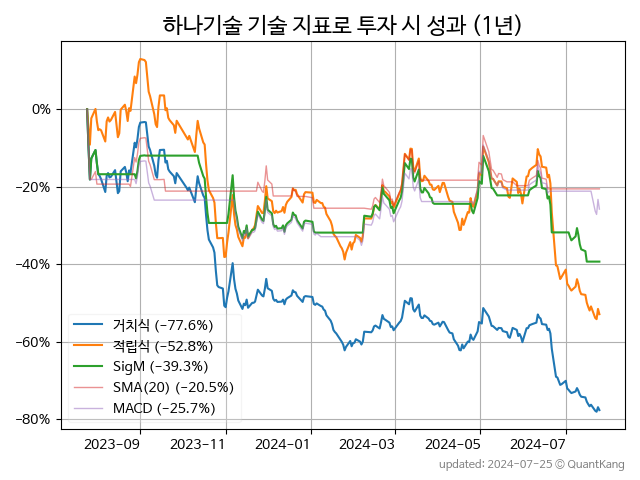 하나기술 기술 지표로 투자 시 성과 (1년)
0%
−20%
−40%
−60%
−80%
거치식 (−77.6%)
적립식 (−52.8%)
SigM (−39.3%)
SMA(20) (−20.5%)
MACD (−25.7%)
2023-09 2023-11 2024-01 2024-03 2024-05 2024-07
updated: 2024-07-25 © QuantKang